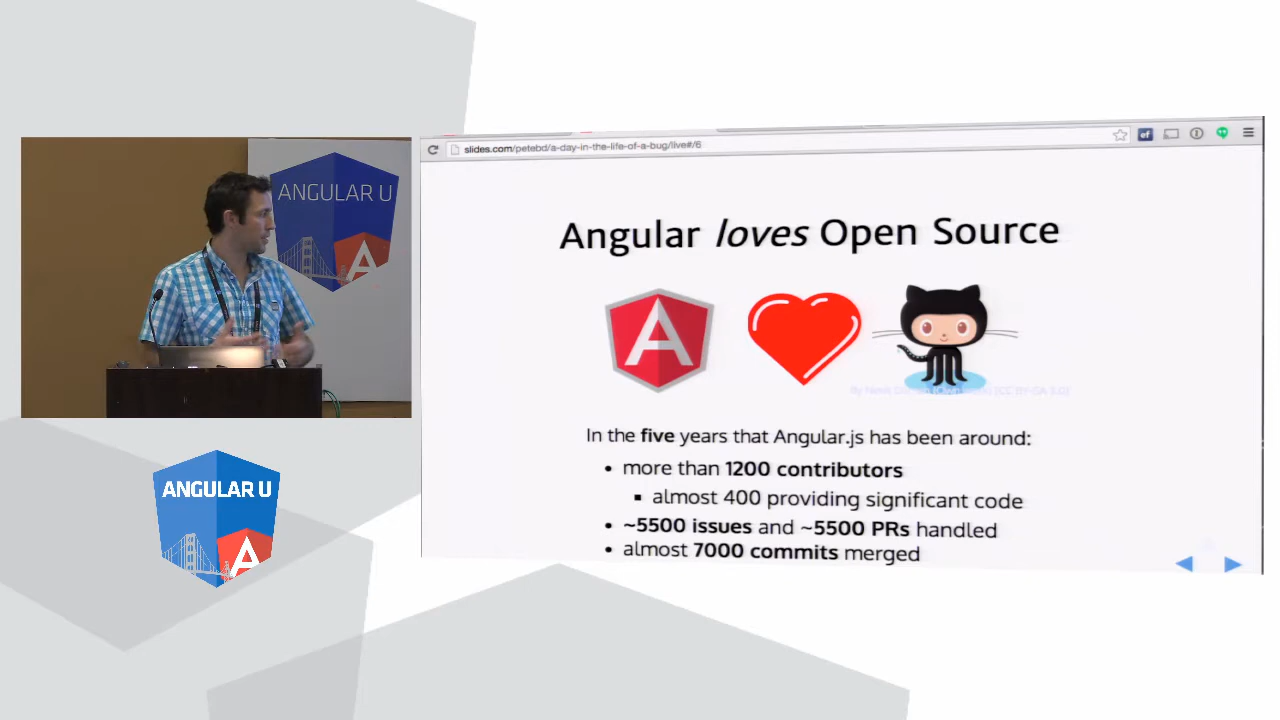 ANGULAR U
A
slides.com/petebd/a-day-in-the-life-of-a-bug/live#/6
ef
Angular loves Open Source
A
In the five years that Angular.js has been around:
• more than 1200 contributors
▪ almost 400 providing significant code
• ~5500 issues and ~5500 PRs handled
• almost 7000 commits merged
ANGULAR U
A